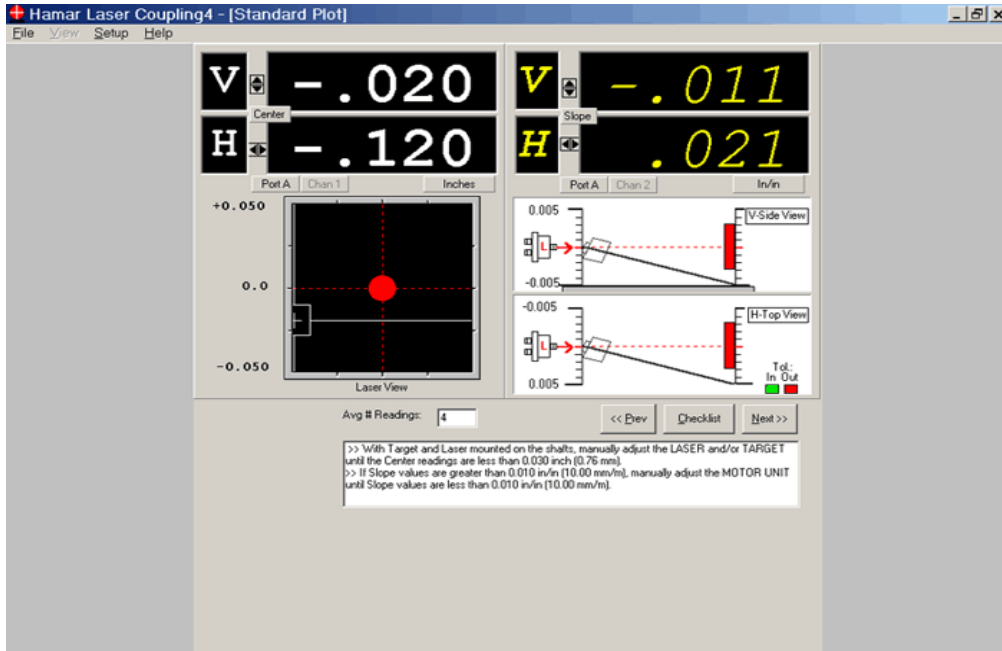 Hamar Laser Coupling4 - [Standard Plot]
File View Setup Help
V -.020
Center
H -.120
Port A Chan 1 Inches
V -.011
Slope
H .021
Port A Chan 2 In/in
+0.050
0.0
-0.050
Laser View
0.005
V-Side View
L
-0.005
-0.005
H-Top View
L
0.005
Tol.:
In Out
Avg # Readings: 4
<< Prev Checklist Next >>
>> With Target and Laser mounted on the shafts, manually adjust the LASER and/or TARGET
until the Center readings are less than 0.030 inch (0.76 mm).
>> If Slope values are greater than 0.010 in/in (10.00 mm/m), manually adjust the MOTOR UNIT
until Slope values are less than 0.010 in/in (10.00 mm/m).